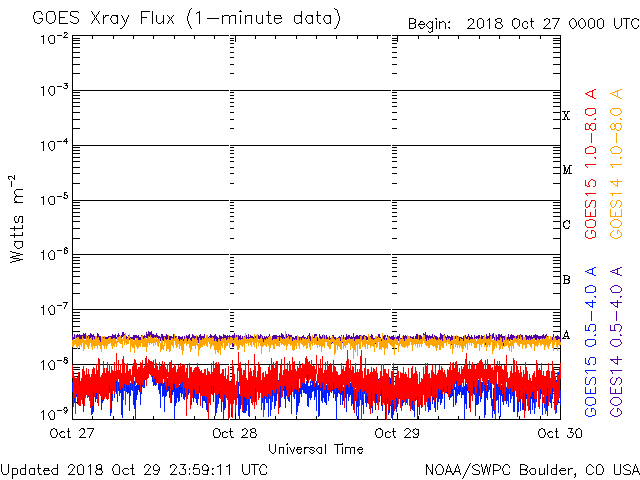 GOES Xray Flux (1-minute data)
Begin: 2018 Oct 27 0000 UTC
10-2
10-3
10-4
10-5
10-6
10-7
10-8
10-9
Watts m-2
X
M
C
B
A
GOES15 1.0-8.0 A
GOES14 1.0-8.0 A
GOES15 0.5-4.0 A
GOES14 0.5-4.0 A
Oct 27
Oct 28
Oct 29
Oct 30
Universal Time
Updated 2018 Oct 29 23:59:11 UTC
NOAA/SWPC Boulder, CO USA